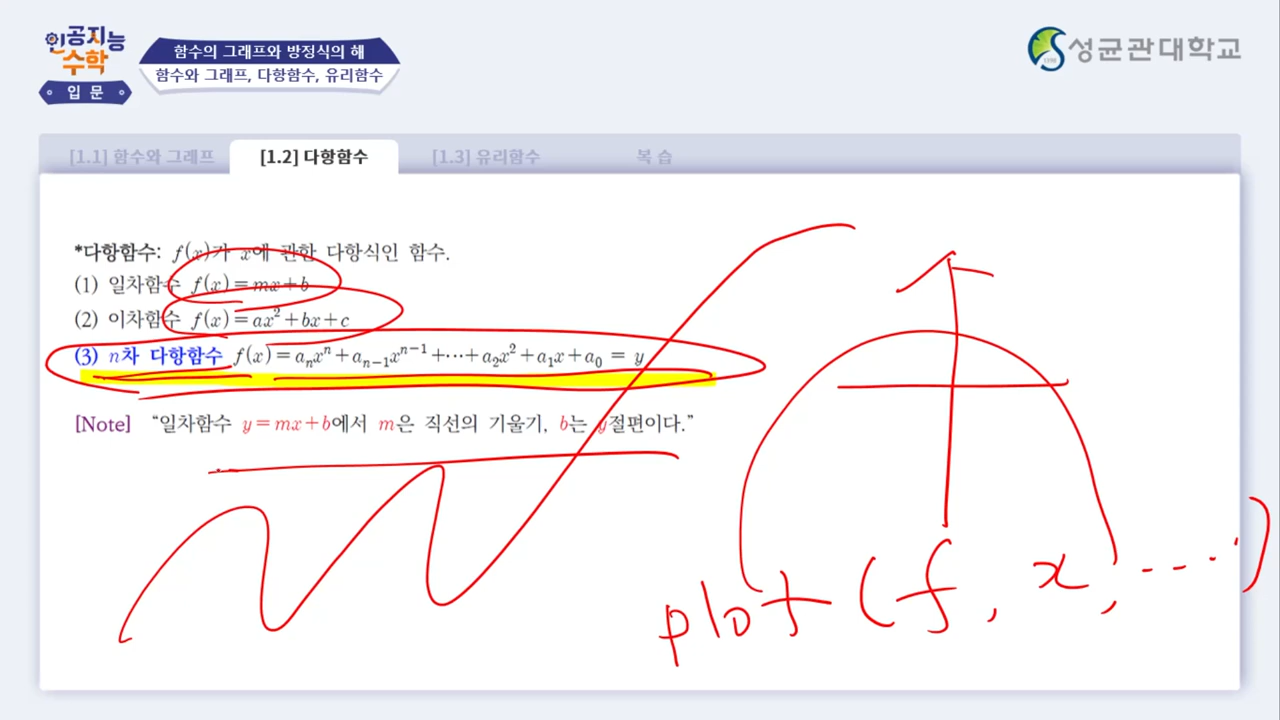 인공지능
수학
입 문
함수의 그래프와 방정식의 해
함수와 그래프, 다항함수, 유리함수
성균관대학교
[1.1] 함수와 그래프 [1.2] 다항함수 [1.3] 유리함수 복 습
*다항함수: f(x)가 x에 관한 다항식인 함수.
(1) 일차함수 f(x)=mx+b
(2) 이차함수 f(x)=ax²+bx+c
(3) n차 다항함수 f(x)=aₙxⁿ+aₙ₋₁xⁿ⁻¹+⋯+a₂x²+a₁x+a₀ = y
[Note] “일차함수 y=mx+b에서 m은 직선의 기울기, b는 y절편이다.”
plot (f, x, ...)